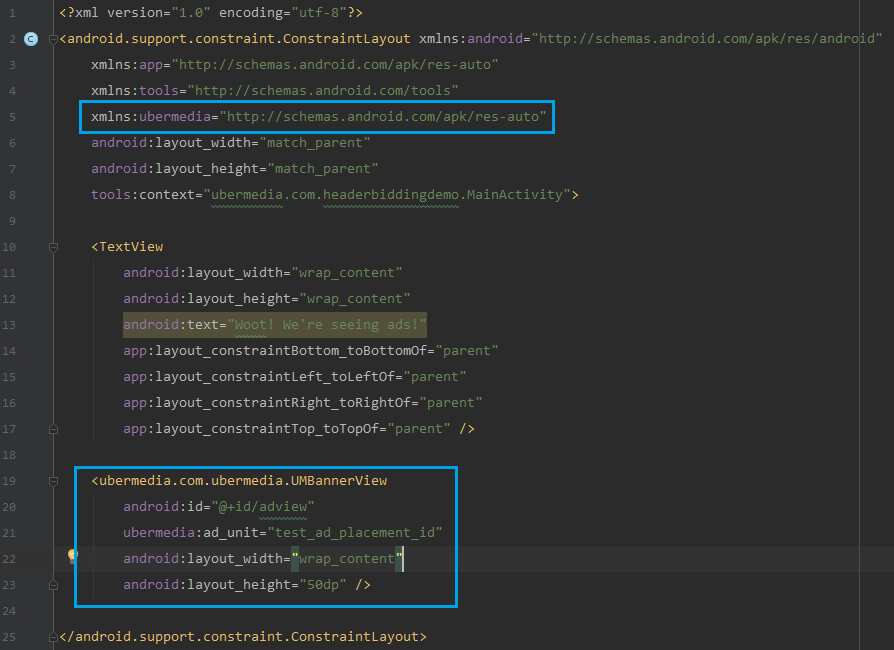 1 <?xml version="1.0" encoding="utf-8"?>
2 C <android.support.constraint.ConstraintLayout xmlns:android="http://schemas.android.com/apk/res/android"
3 xmlns:app="http://schemas.android.com/apk/res-auto"
4 xmlns:tools="http://schemas.android.com/tools"
5 xmlns:ubermedia="http://schemas.android.com/apk/res-auto"
6 android:layout_width="match_parent"
7 android:layout_height="match_parent"
8 tools:context="ubermedia.com.headerbiddingdemo.MainActivity">
9
10 <TextView
11 android:layout_width="wrap_content"
12 android:layout_height="wrap_content"
13 android:text="Woot! We're seeing ads!"
14 app:layout_constraintBottom_toBottomOf="parent"
15 app:layout_constraintLeft_toLeftOf="parent"
16 app:layout_constraintRight_toRightOf="parent"
17 app:layout_constraintTop_toTopOf="parent" />
18
19 <ubermedia.com.ubermedia.UMBannerView
20 android:id="@+id/adview"
21 ubermedia:ad_unit="test_ad_placement_id"
22 android:layout_width="wrap_content"
23 android:layout_height="50dp" />
24
25 </android.support.constraint.ConstraintLayout>